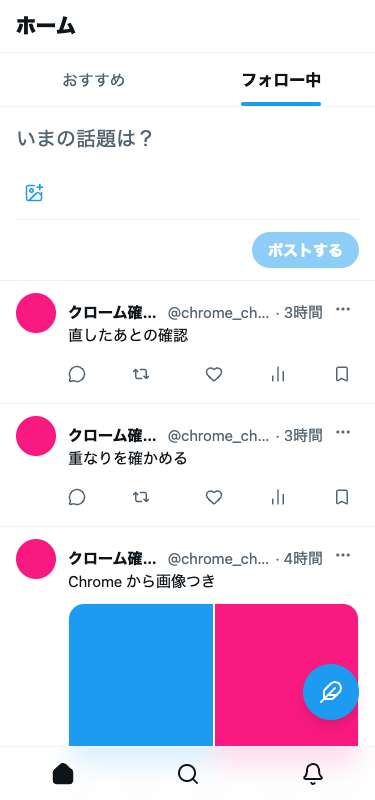 ホーム
おすすめ
フォロー中
いまの話題は？
ポストする
クローム確... @chrome_ch... · 3時間
直したあとの確認
クローム確... @chrome_ch... · 3時間
重なりを確かめる
クローム確... @chrome_ch... · 4時間
Chrome から画像つき